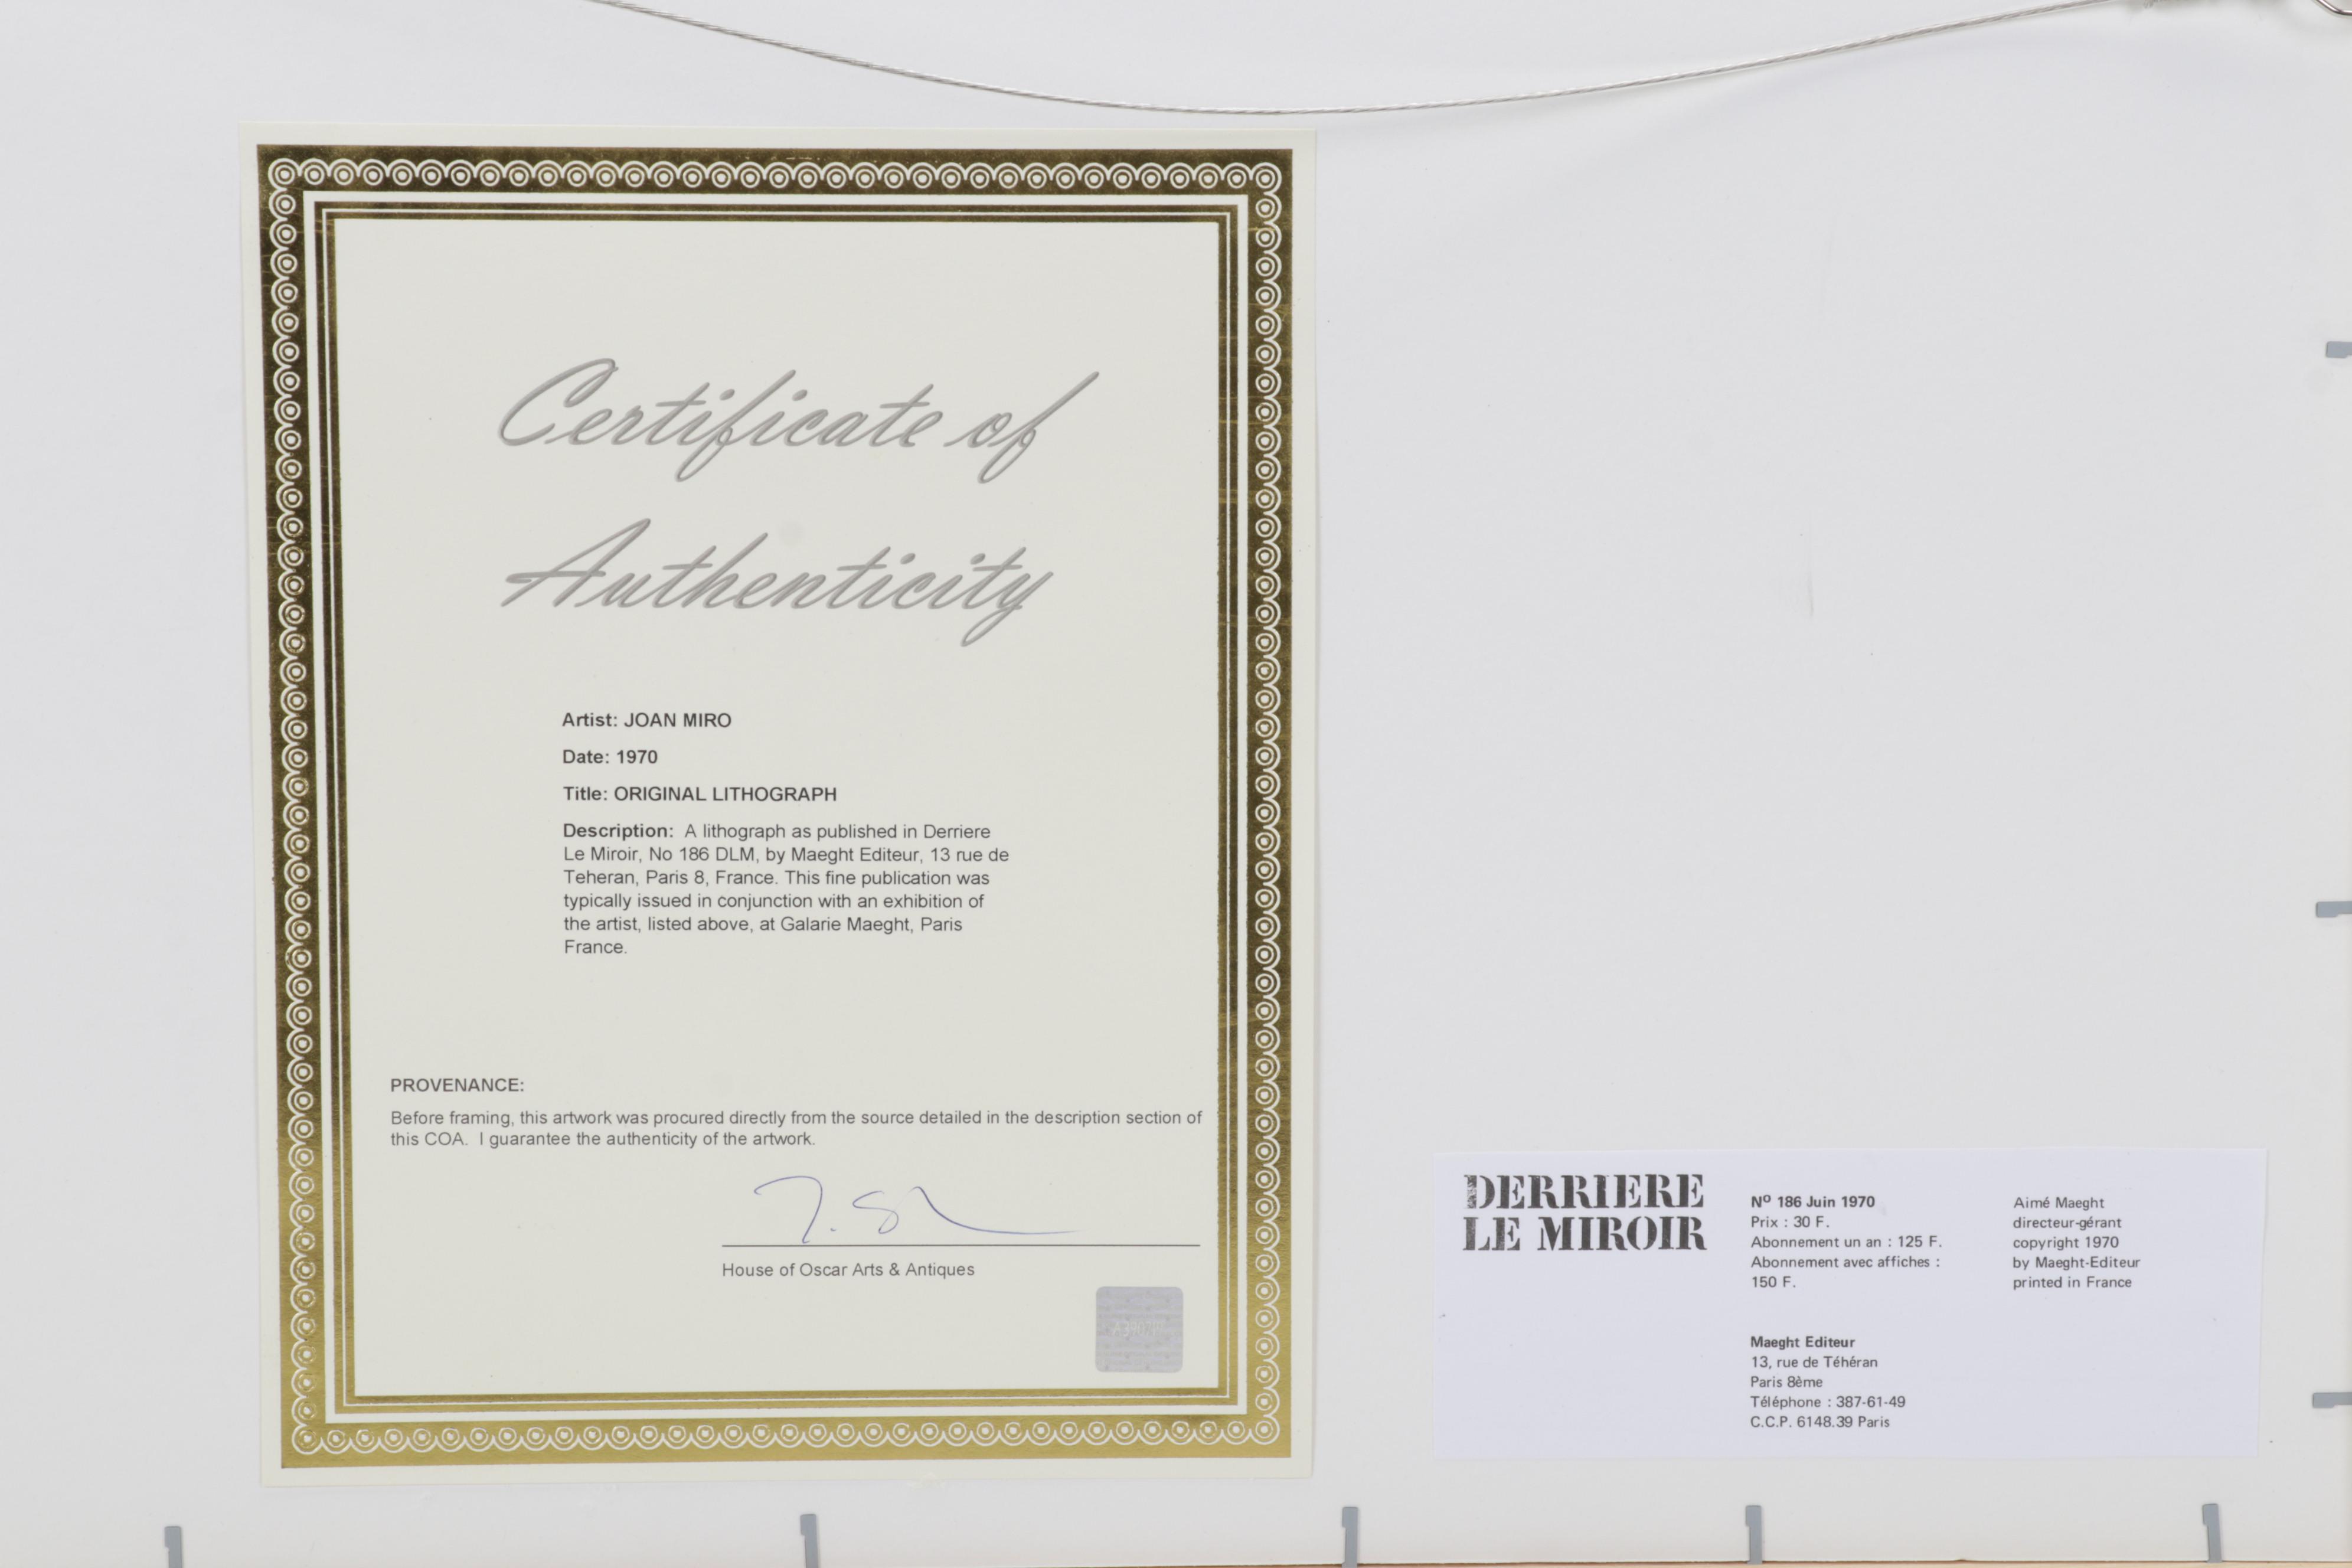 Certificate of
Authenticity
Artist: JOAN MIRO
Date: 1970
Title: ORIGINAL LITHOGRAPH
Description: A lithograph as published in Derriere
Le Miroir, No 186 DLM, by Maeght Editeur, 13 rue de
Teheran, Paris 8, France. This fine publication was
typically issued in conjunction with an exhibition of
the artist, listed above, at Galarie Maeght, Paris
France.
PROVENANCE:
Before framing, this artwork was procured directly from the source detailed in the description section of
this COA. I guarantee the authenticity of the artwork.
House of Oscar Arts & Antiques
DERRIERE
LE MIROIR
Nº 186 Juin 1970
Prix : 30 F.
Abonnement un an : 125 F.
Abonnement avec affiches :
150 F.
Maeght Editeur
13, rue de Téhéran
Paris 8ème
Téléphone : 387-61-49
C.C.P. 6148.39 Paris
Aimé Maeght
directeur-gérant
copyright 1970
by Maeght-Editeur
printed in France